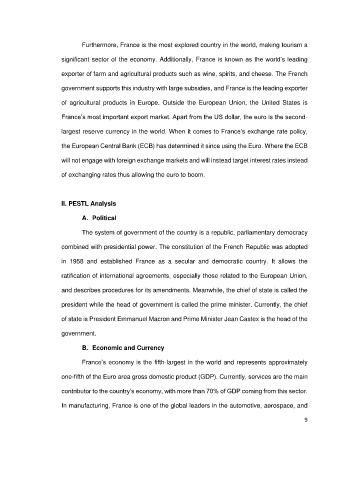 Furthermore, France is the most explored country in the world, making tourism a
significant sector of the economy. Additionally, France is known as the world's leading
exporter of farm and agricultural products such as wine, spirits, and cheese. The French
government supports this industry with large subsidies, and France is the leading exporter
of agricultural products in Europe. Outside the European Union, the United States is
France's most important export market. Apart from the US dollar, the euro is the second-
largest reserve currency in the world. When it comes to France's exchange rate policy,
the European Central Bank (ECB) has determined it since using the Euro. Where the ECB
will not engage with foreign exchange markets and will instead target interest rates instead
of exchanging rates thus allowing the euro to boom.
II. PESTL Analysis
A. Political
The system of government of the country is a republic, parliamentary democracy
combined with presidential power. The constitution of the French Republic was adopted
in 1958 and established France as a secular and democratic country. It allows the
ratification of international agreements, especially those related to the European Union,
and describes procedures for its amendments. Meanwhile, the chief of state is called the
president while the head of government is called the prime minister. Currently, the chief
of state is President Emmanuel Macron and Prime Minister Jean Castex is the head of the
government.
B. Economic and Currency
France's economy is the fifth-largest in the world and represents approximately
one-fifth of the Euro area gross domestic product (GDP). Currently, services are the main
contributor to the country's economy, with more than 70% of GDP coming from this sector.
In manufacturing, France is one of the global leaders in the automotive, aerospace, and
9